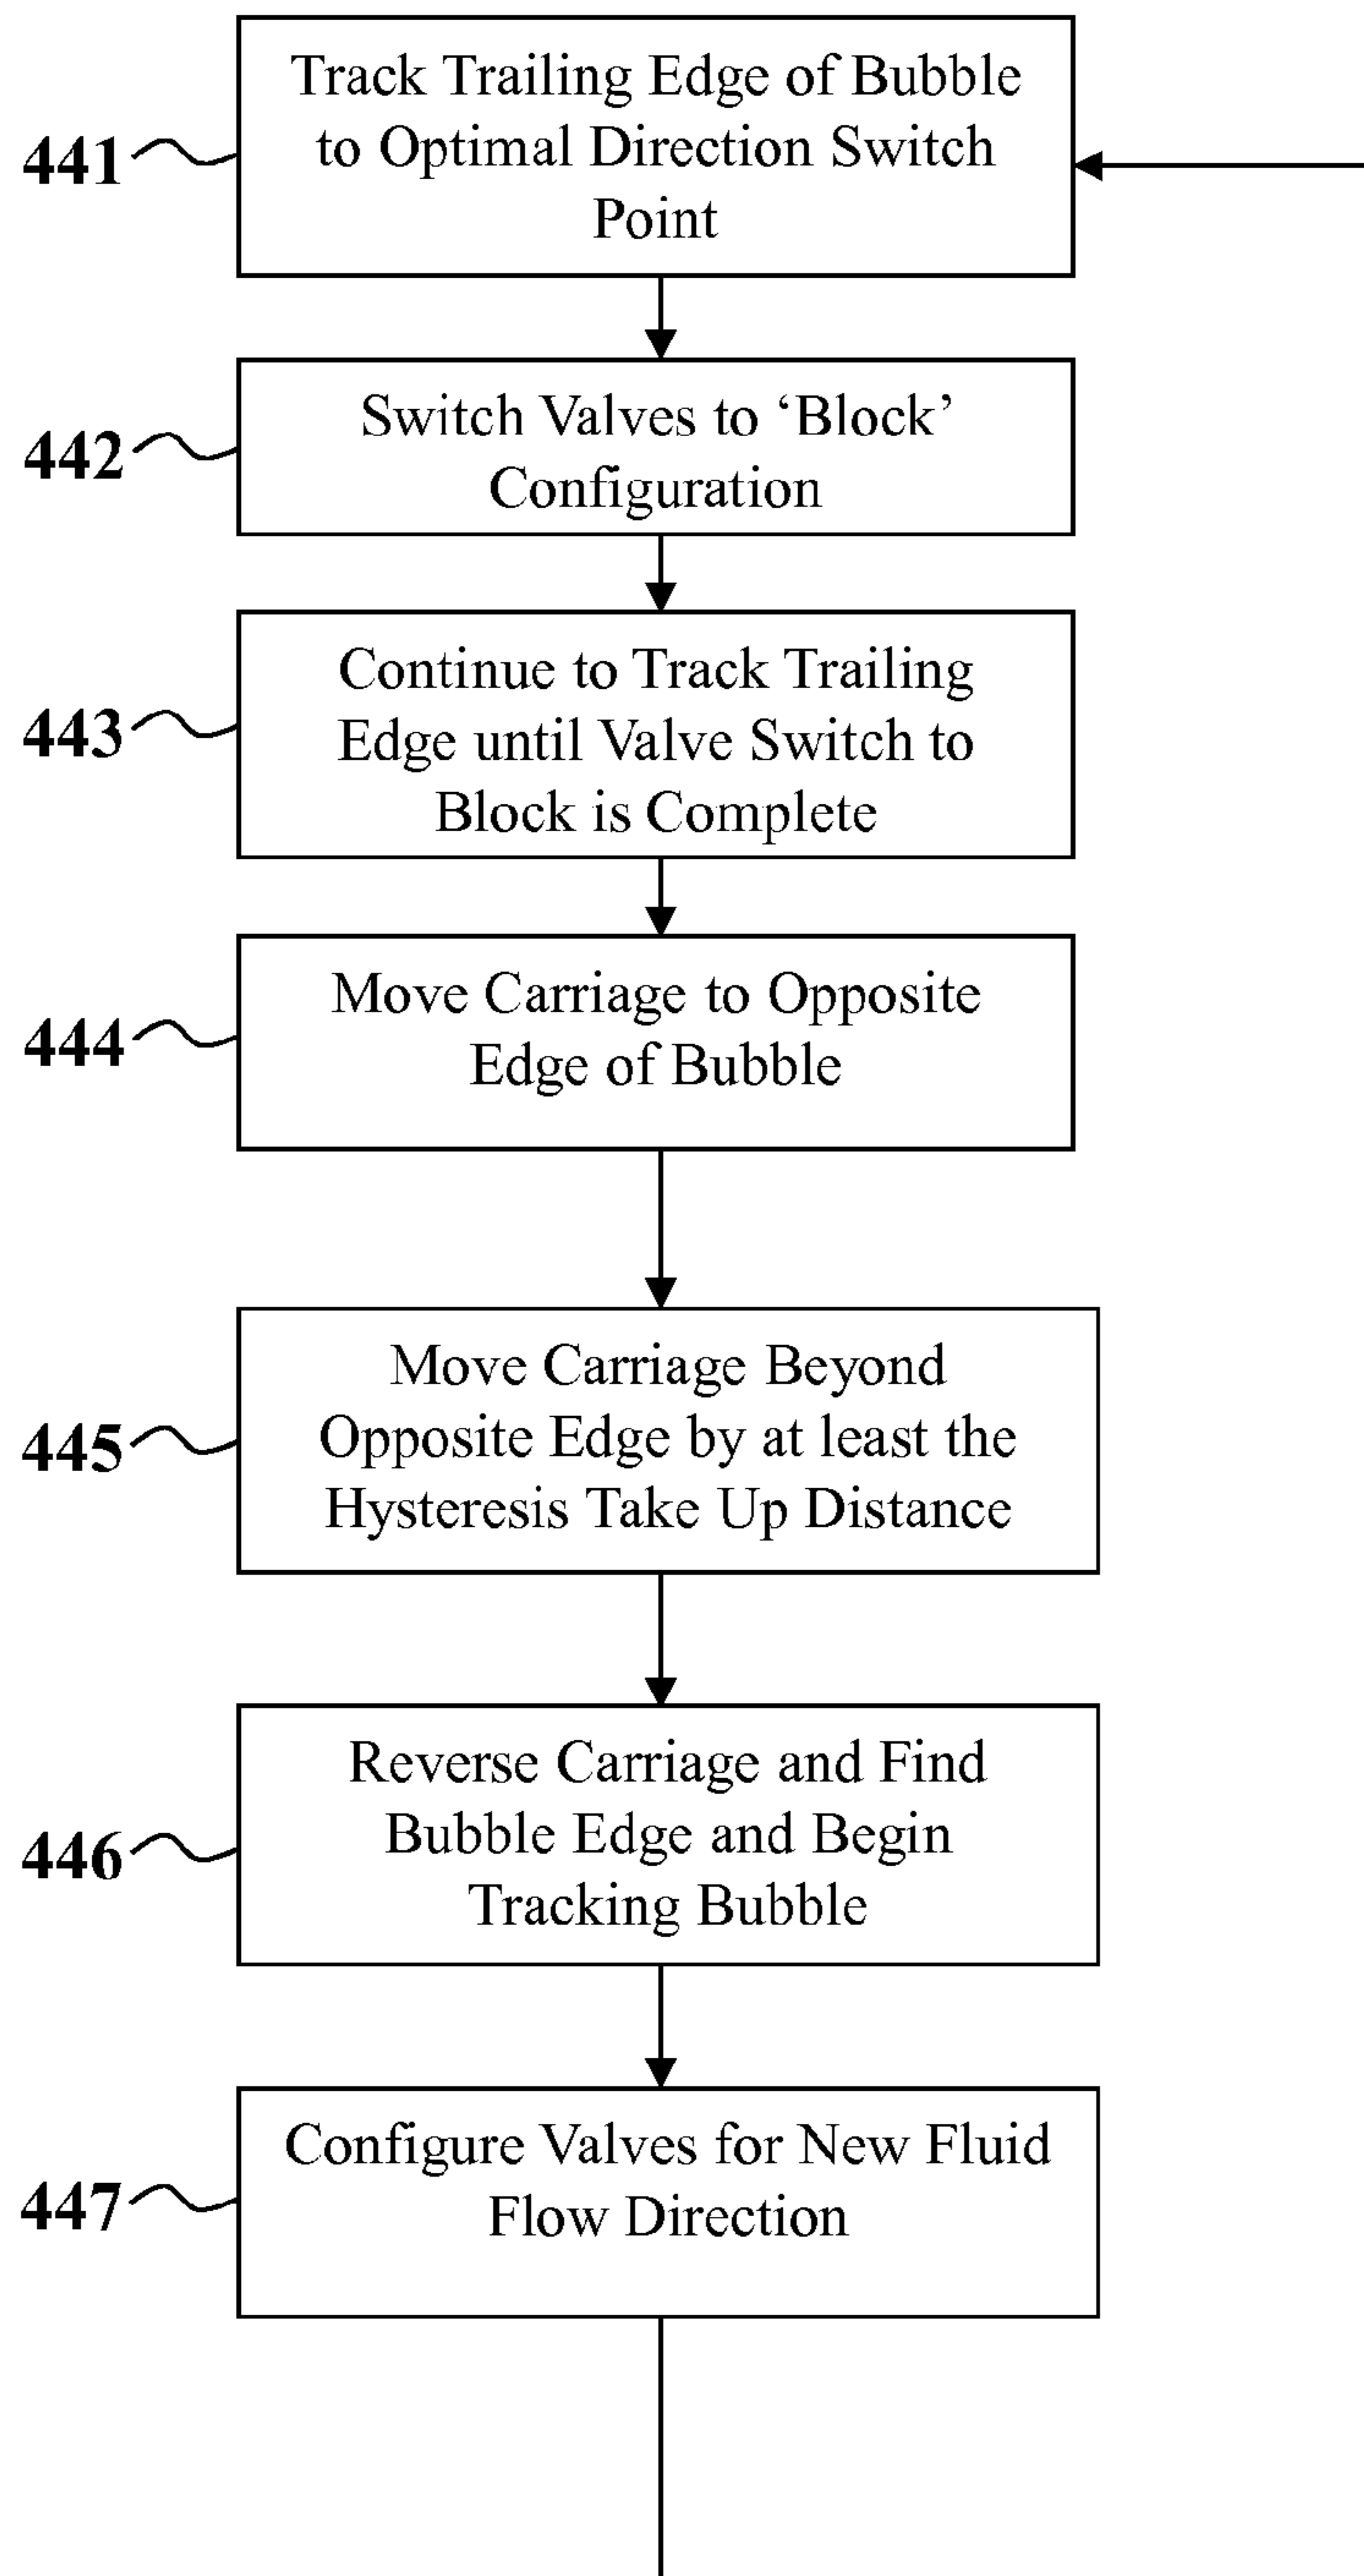 441
Track Trailing Edge of Bubble
to Optimal Direction Switch
Point
442
Switch Valves to ‘Block’
Configuration
443
Continue to Track Trailing
Edge until Valve Switch to
Block is Complete
444
Move Carriage to Opposite
Edge of Bubble
445
Move Carriage Beyond
Opposite Edge by at least the
Hysteresis Take Up Distance
446
Reverse Carriage and Find
Bubble Edge and Begin
Tracking Bubble
447
Configure Valves for New Fluid
Flow Direction